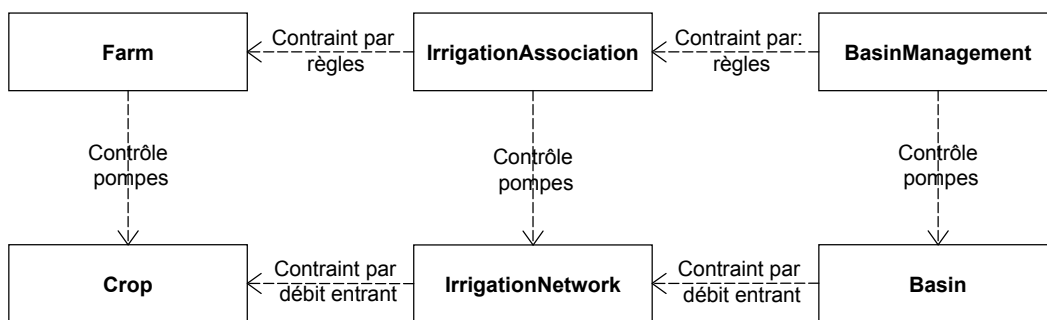 Farm
Contraint par
règles
IrrigationAssociation
Contraint par:
règles
BasinManagement
Contrôle
pompes
Contrôle
pompes
Contrôle
pompes
Crop
Contraint par
débit entrant
IrrigationNetwork
Contraint par
débit entrant
Basin